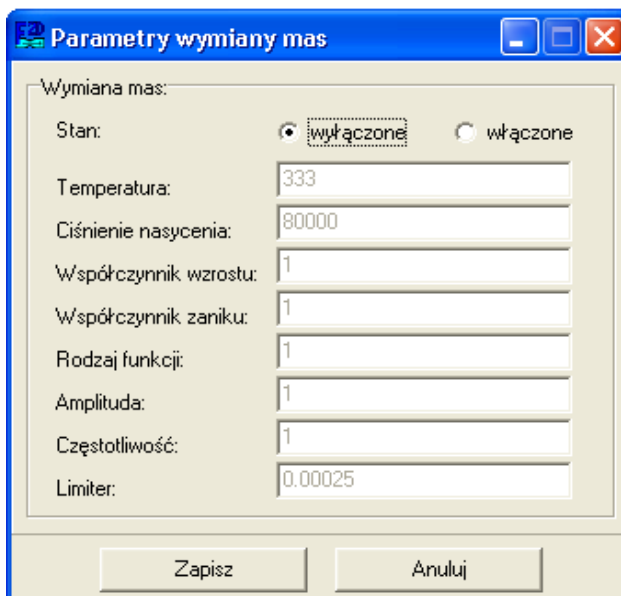 Parametry wymiany mas
Wymiana mas:
Stan: wyłączone włączone
Temperatura: 333
Ciśnienie nasycenia: 80000
Współczynnik wzrostu: 1
Współczynnik zaniku: 1
Rodzaj funkcji: 1
Amplituda: 1
Częstotliwość: 1
Limiter: 0.00025
Zapisz Anuluj